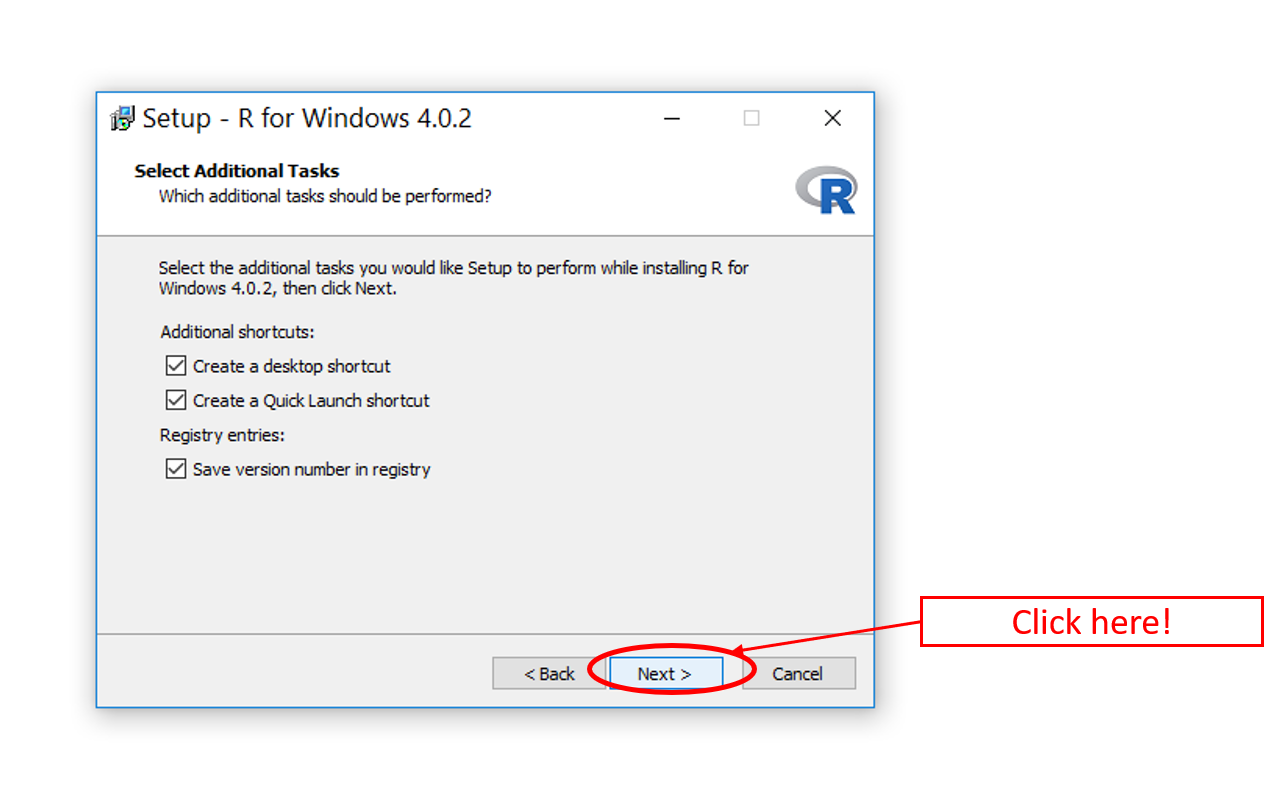 Setup - R for Windows 4.0.2
Select Additional Tasks
Which additional tasks should be performed?
R
Select the additional tasks you would like Setup to perform while installing R for
Windows 4.0.2, then click Next.
Additional shortcuts:
Create a desktop shortcut
Create a Quick Launch shortcut
Registry entries:
Save version number in registry
Click here!
< Back Next > Cancel